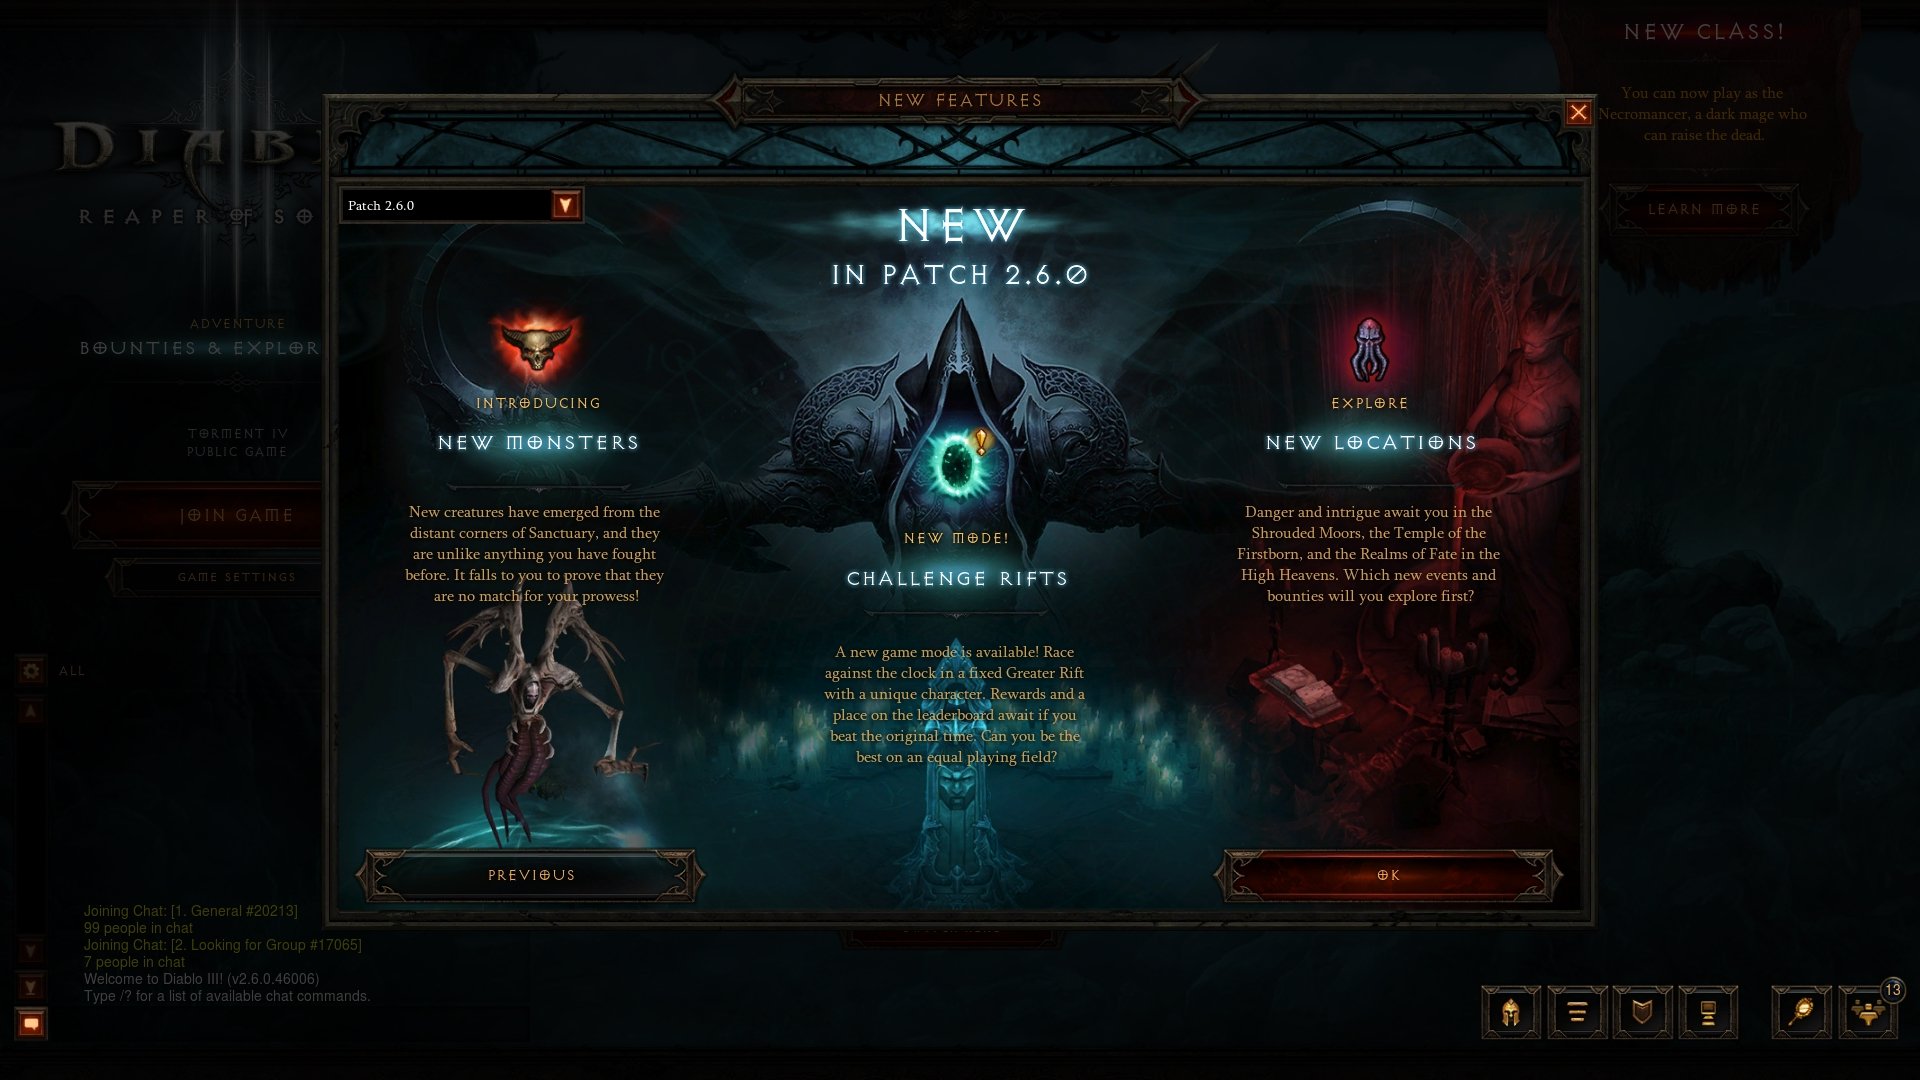 NEW FEATURES
NEW CLASS!
You can now play as the
Necromancer, a dark mage who
can raise the dead.
LEARN MORE
DIAB
REAPER OF SO
ADVENTURE
BOUNTIES & EXPLOR
TORMENT IV
PUBLIC GAME
JOIN GAME
GAME SETTINGS
ALL
Patch 2.6.0
NEW
IN PATCH 2.6.0
INTRODUCING
NEW MONSTERS
New creatures have emerged from the
distant corners of Sanctuary, and they
are unlike anything you have fought
before. It falls to you to prove that they
are no match for your prowess!
NEW MODE!
CHALLENGE RIFTS
A new game mode is available! Race
against the clock in a fixed Greater Rift
with a unique character. Rewards and a
place on the leaderboard await if you
beat the original time. Can you be the
best on an equal playing field?
EXPLORE
NEW LOCATIONS
Danger and intrigue await you in the
Shrouded Moors, the Temple of the
Firstborn, and the Realms of Fate in the
High Heavens. Which new events and
bounties will you explore first?
PREVIOUS
OK
Joining Chat: [1. General #20213]
99 people in chat
Joining Chat: [2. Looking for Group #17065]
7 people in chat
Welcome to Diablo III! (v2.6.0.46006)
Type /? for a list of available chat commands.
13